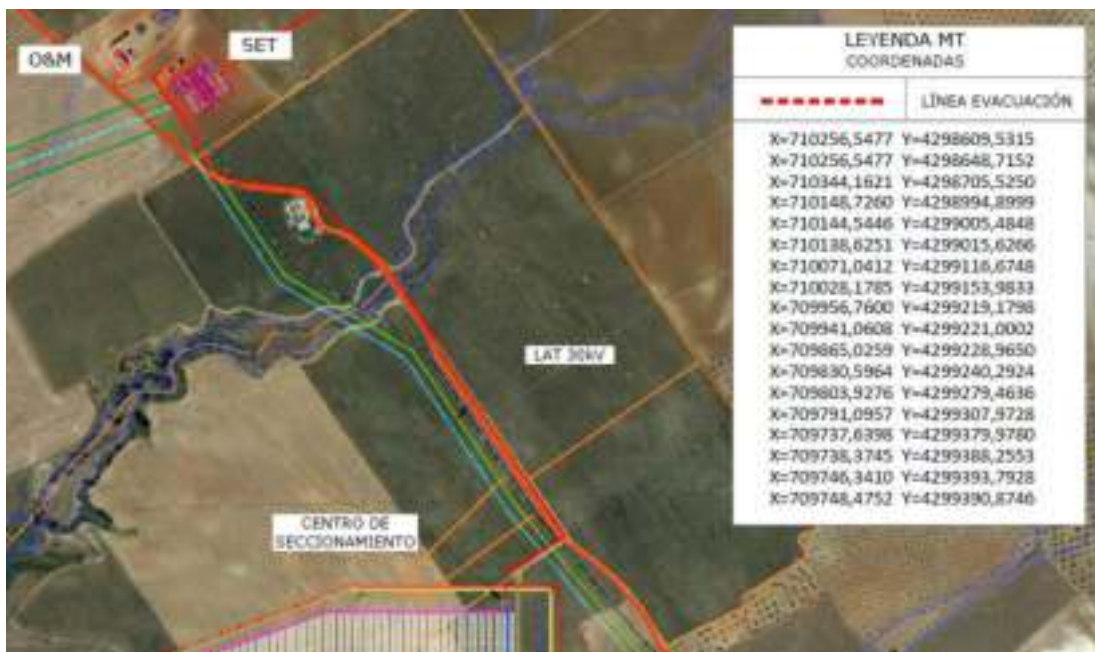 O&M
SET
LAT 30kV
CENTRO DE
SECCIONAMIENTO
LEYENDA MT
COORDENADAS
LÍNEA EVACUACIÓN
X=710256,5477 Y=4298609,5315
X=710256,5477 Y=4298648,7152
X=710344,1621 Y=4298705,5250
X=710148,7260 Y=4298994,8999
X=710144,5446 Y=4299005,4848
X=710138,6251 Y=4299015,6266
X=710071,0412 Y=4299116,6748
X=710028,1785 Y=4299153,9833
X=709956,7600 Y=4299219,1798
X=709941,0608 Y=4299221,0002
X=709865,0259 Y=4299228,9650
X=709830,5964 Y=4299240,2924
X=709803,9276 Y=4299279,4636
X=709791,0957 Y=4299307,9728
X=709737,6398 Y=4299379,9780
X=709738,3745 Y=4299388,2553
X=709746,3410 Y=4299393,7928
X=709748,4752 Y=4299390,8746